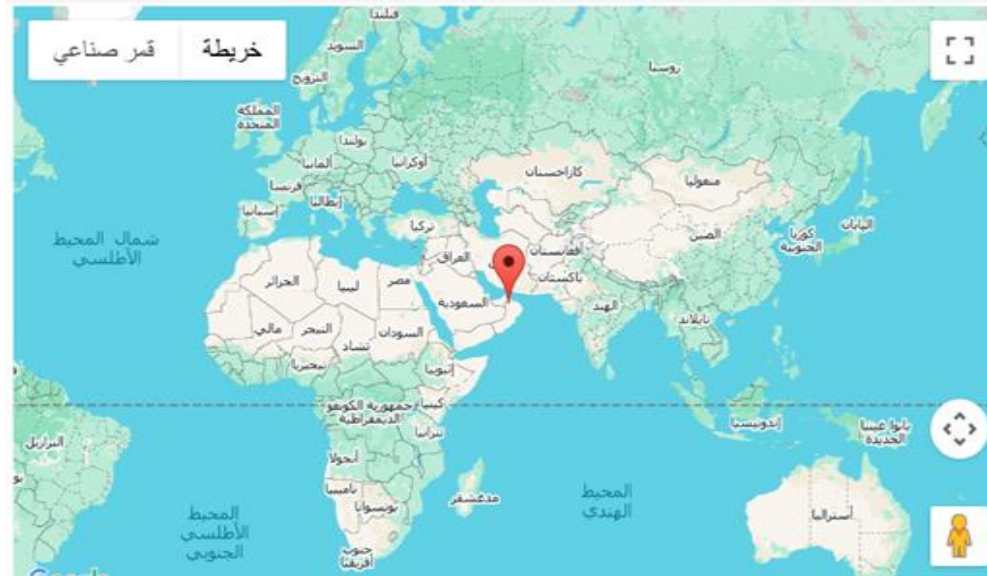 خريطة
قمر صناعي
فنلندا
السويد
النرويج
روسيا
المملكة
المتحدة
بولندا
ألمانيا
أوكرانيا
فرنسا
إيطاليا
إسبانيا
تركيا
كازاخستان
منغوليا
الصين
كوريا
الجنوبية
اليابان
أفغانستان
باكستان
العراق
السعودية
مصر
ليبيا
الجزائر
مالي
النيجر
تشاد
السودان
نيجيريا
إثيوبيا
الهند
تايلاند
شمال المحيط
الأطلسي
جمهورية الكونغو
الديمقراطية
كينيا
تنزانيا
أنجولا
ناميبيا
بوتسوانا
مدغشقر
جنوب
أفريقيا
إندونيسيا
بابوا غينيا
الجديدة
أستراليا
البرازيل
المحيط
الهندي
المحيط
الأطلسي
الجنوبي
Google